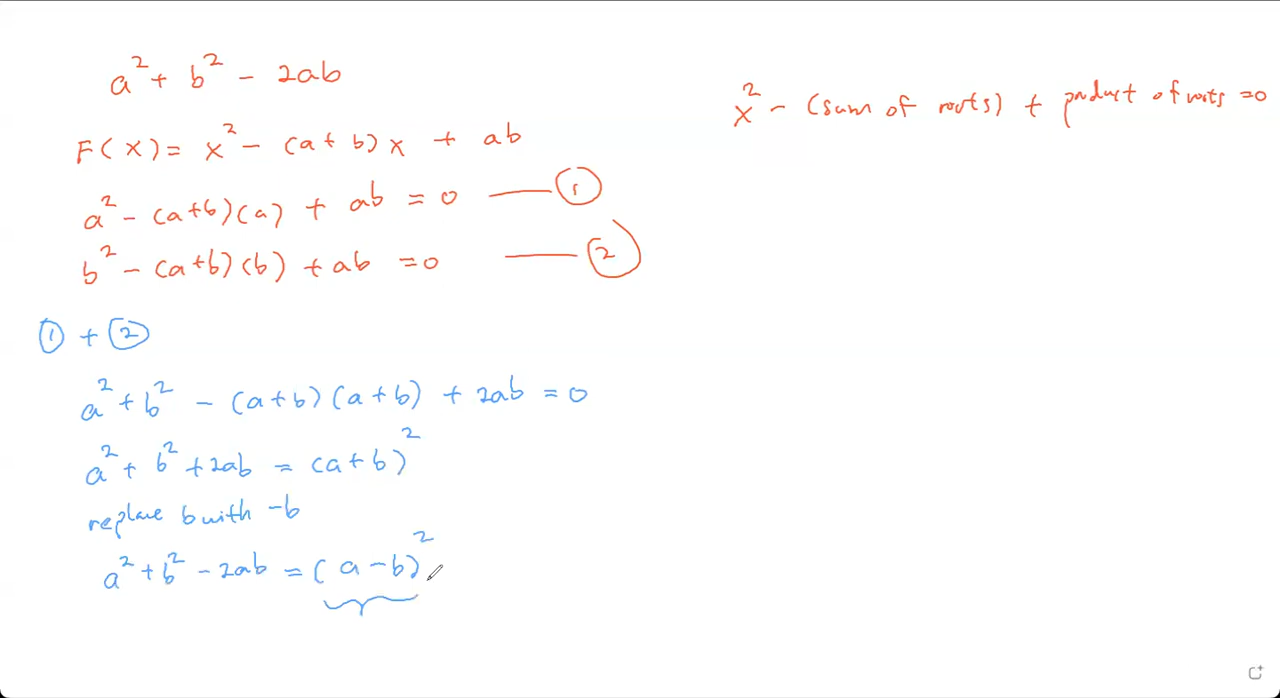 a² + b² - 2ab
x² - (sum of roots) + product of roots =0
F(x) = x² - (a+b)x + ab
a² - (a+b)(a) + ab = 0 —— ①
b² - (a+b)(b) + ab =0 —— ②
① + ②
a² + b² - (a+b)(a+b) + 2ab = 0
a² + b² + 2ab = (a+b)²
replace b with -b
a² + b² - 2ab = (a-b)²